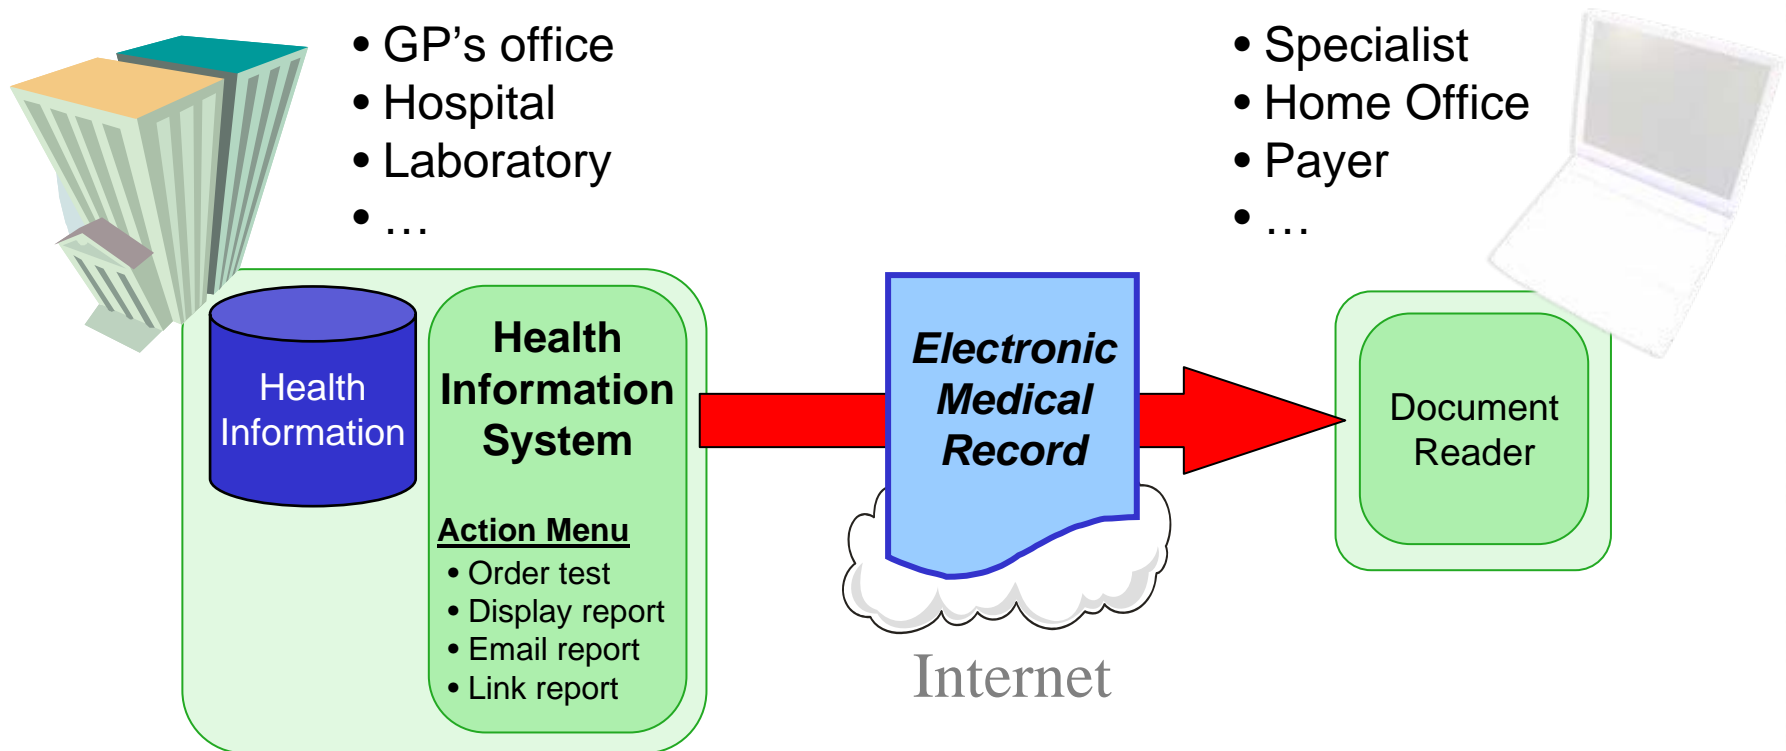 • GP’s office
• Hospital
• Laboratory
• …
• Specialist
• Home Office
• Payer
• …
Health
Information
Health
Information
System
Action Menu
• Order test
• Display report
• Email report
• Link report
Electronic
Medical
Record
Internet
Document
Reader